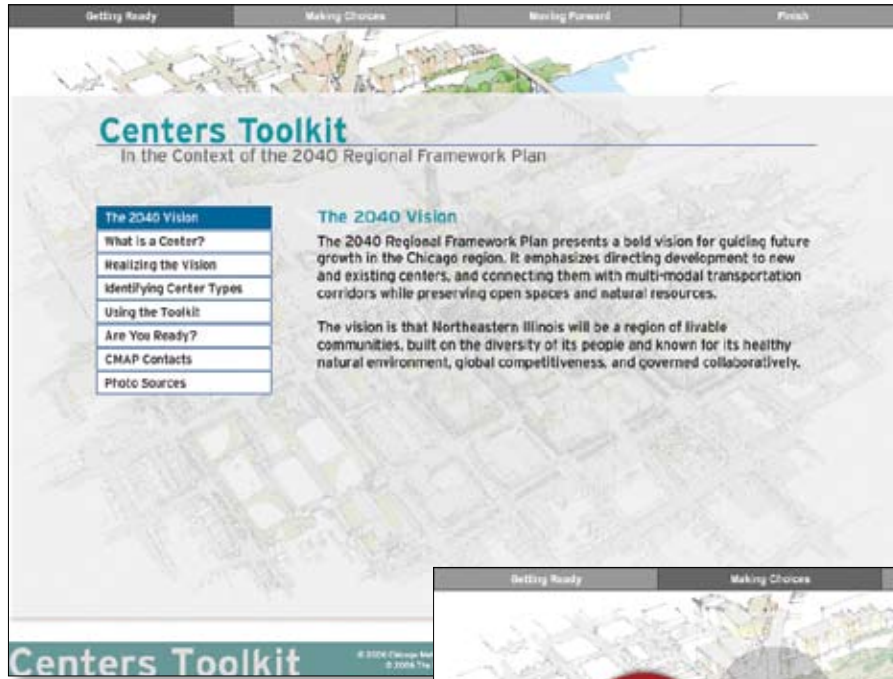 Getting Ready
Making Choices
Moving Forward
Finish
Centers Toolkit
In the Context of the 2040 Regional Framework Plan
The 2040 Vision
What is a Center?
Realizing the Vision
Identifying Center Types
Using the Toolkit
Are You Ready?
CMAP Contacts
Photo Sources
The 2040 Vision
The 2040 Regional Framework Plan presents a bold vision for guiding future
growth in the Chicago region. It emphasizes directing development to new
and existing centers, and connecting them with multi-modal transportation
corridors while preserving open spaces and natural resources.
The vision is that Northeastern Illinois will be a region of livable
communities, built on the diversity of its people and known for its healthy
natural environment, global competitiveness, and governed collaboratively.
Getting Ready
Making Choices
Centers Toolkit
© 2006 Chicago
© 2006 The